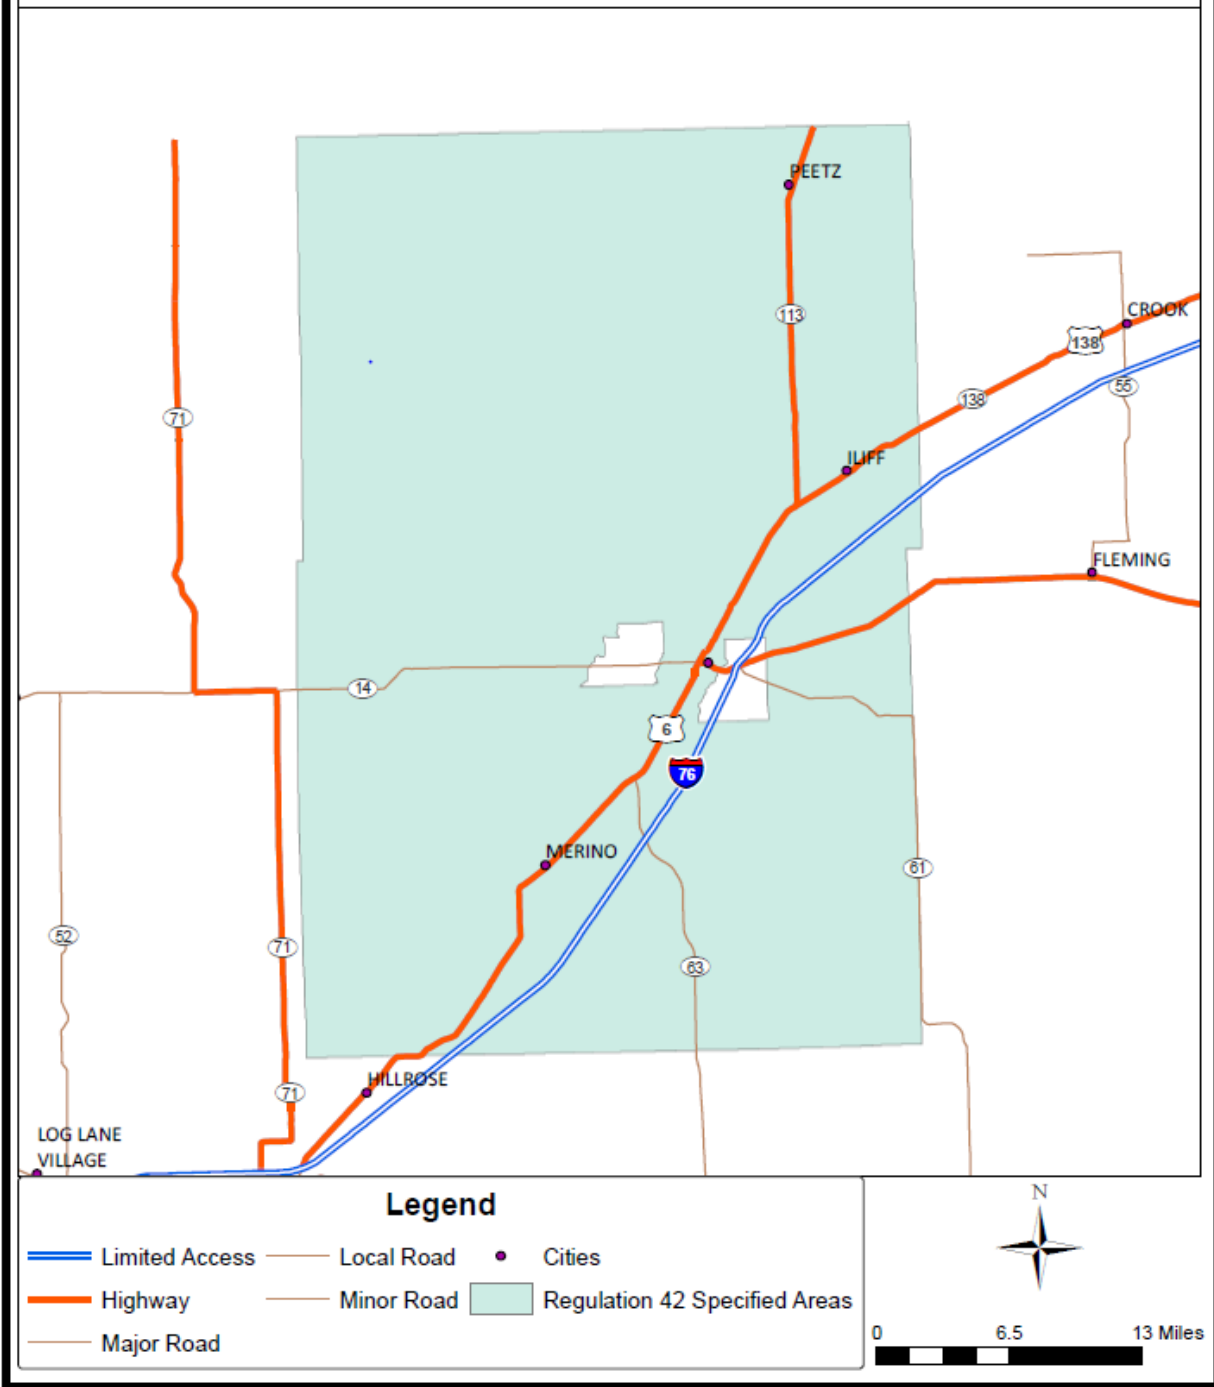 PEETZ
113
CROOK
138
55
138
71
ILIFF
FLEMING
14
6
76
MERINO
61
52
71
63
HILLROSE
71
LOG LANE
VILLAGE
Legend
Limited Access
Local Road
Cities
Highway
Minor Road
Regulation 42 Specified Areas
Major Road
N
0 6.5 13 Miles